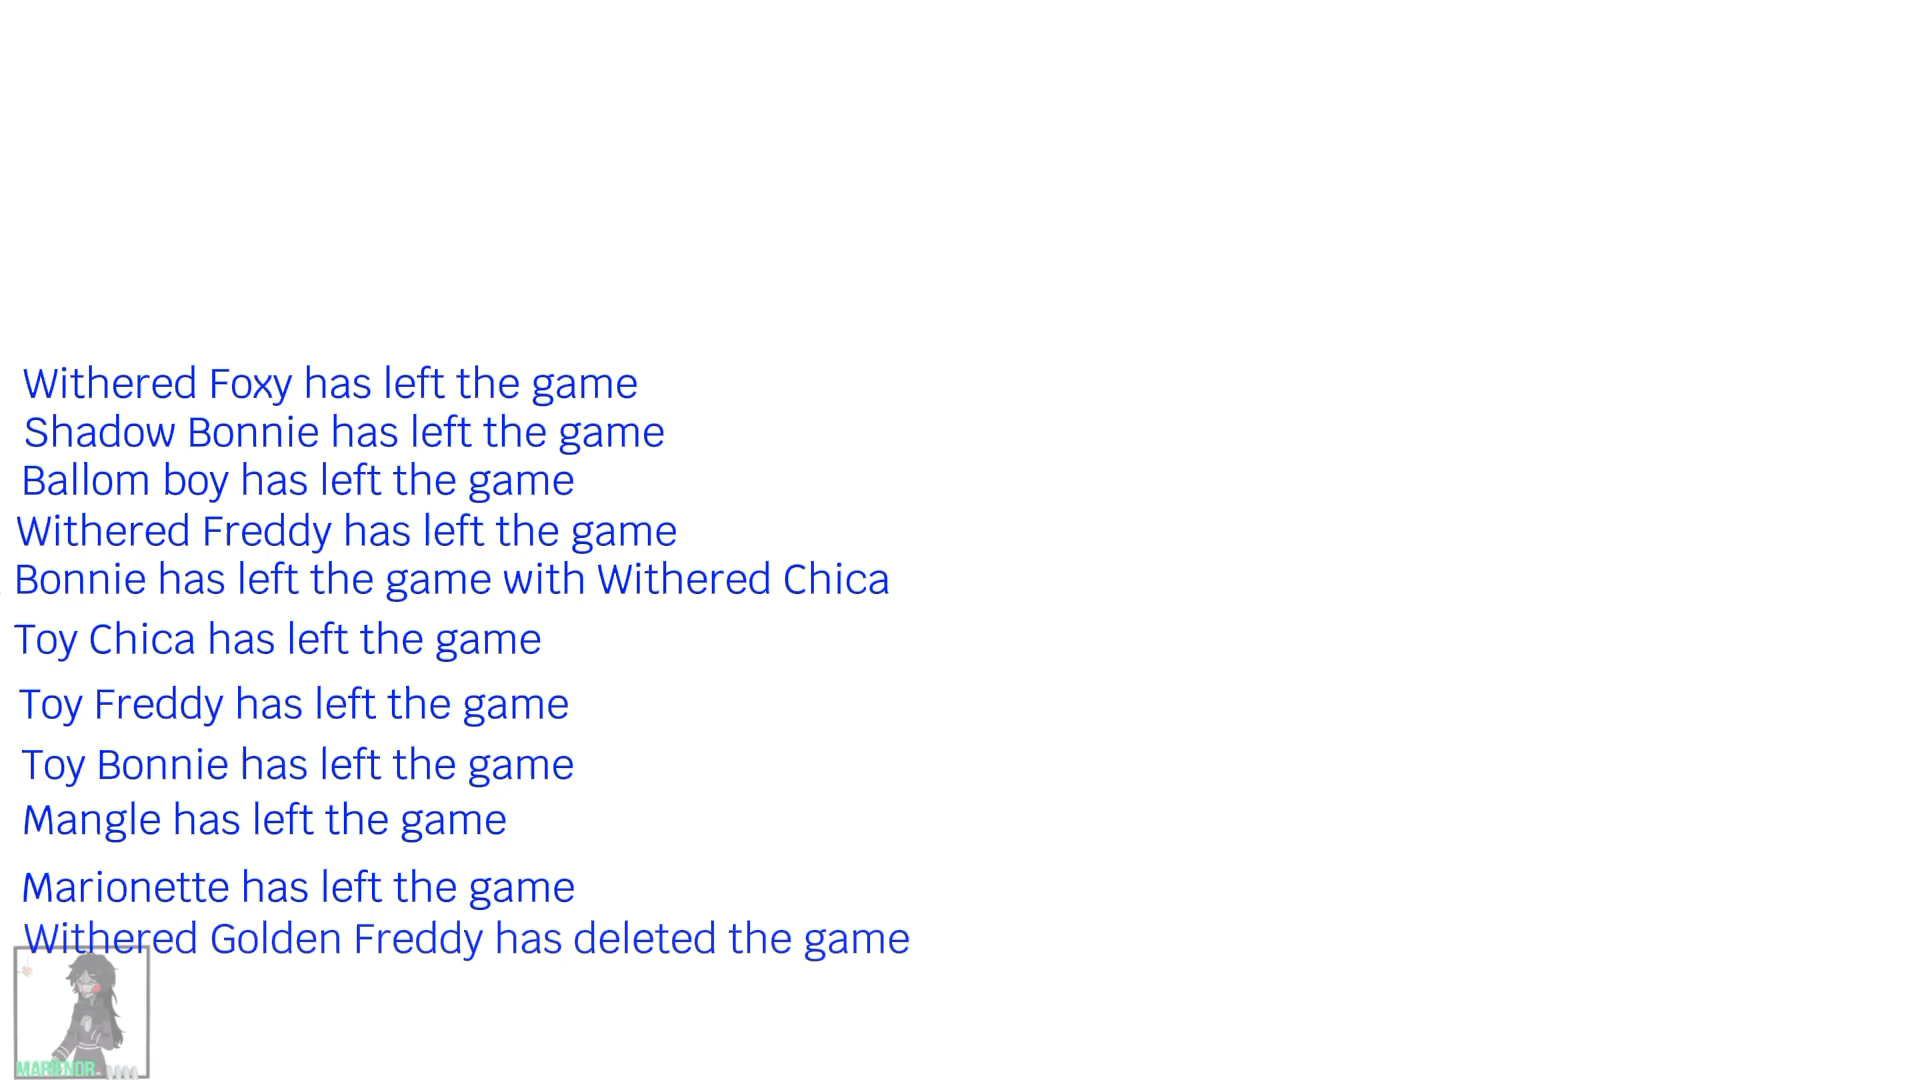 Withered Foxy has left the game
Shadow Bonnie has left the game
Ballom boy has left the game
Withered Freddy has left the game
Bonnie has left the game with Withered Chica
Toy Chica has left the game
Toy Freddy has left the game
Toy Bonnie has left the game
Mangle has left the game
Marionette has left the game
Withered Golden Freddy has deleted the game